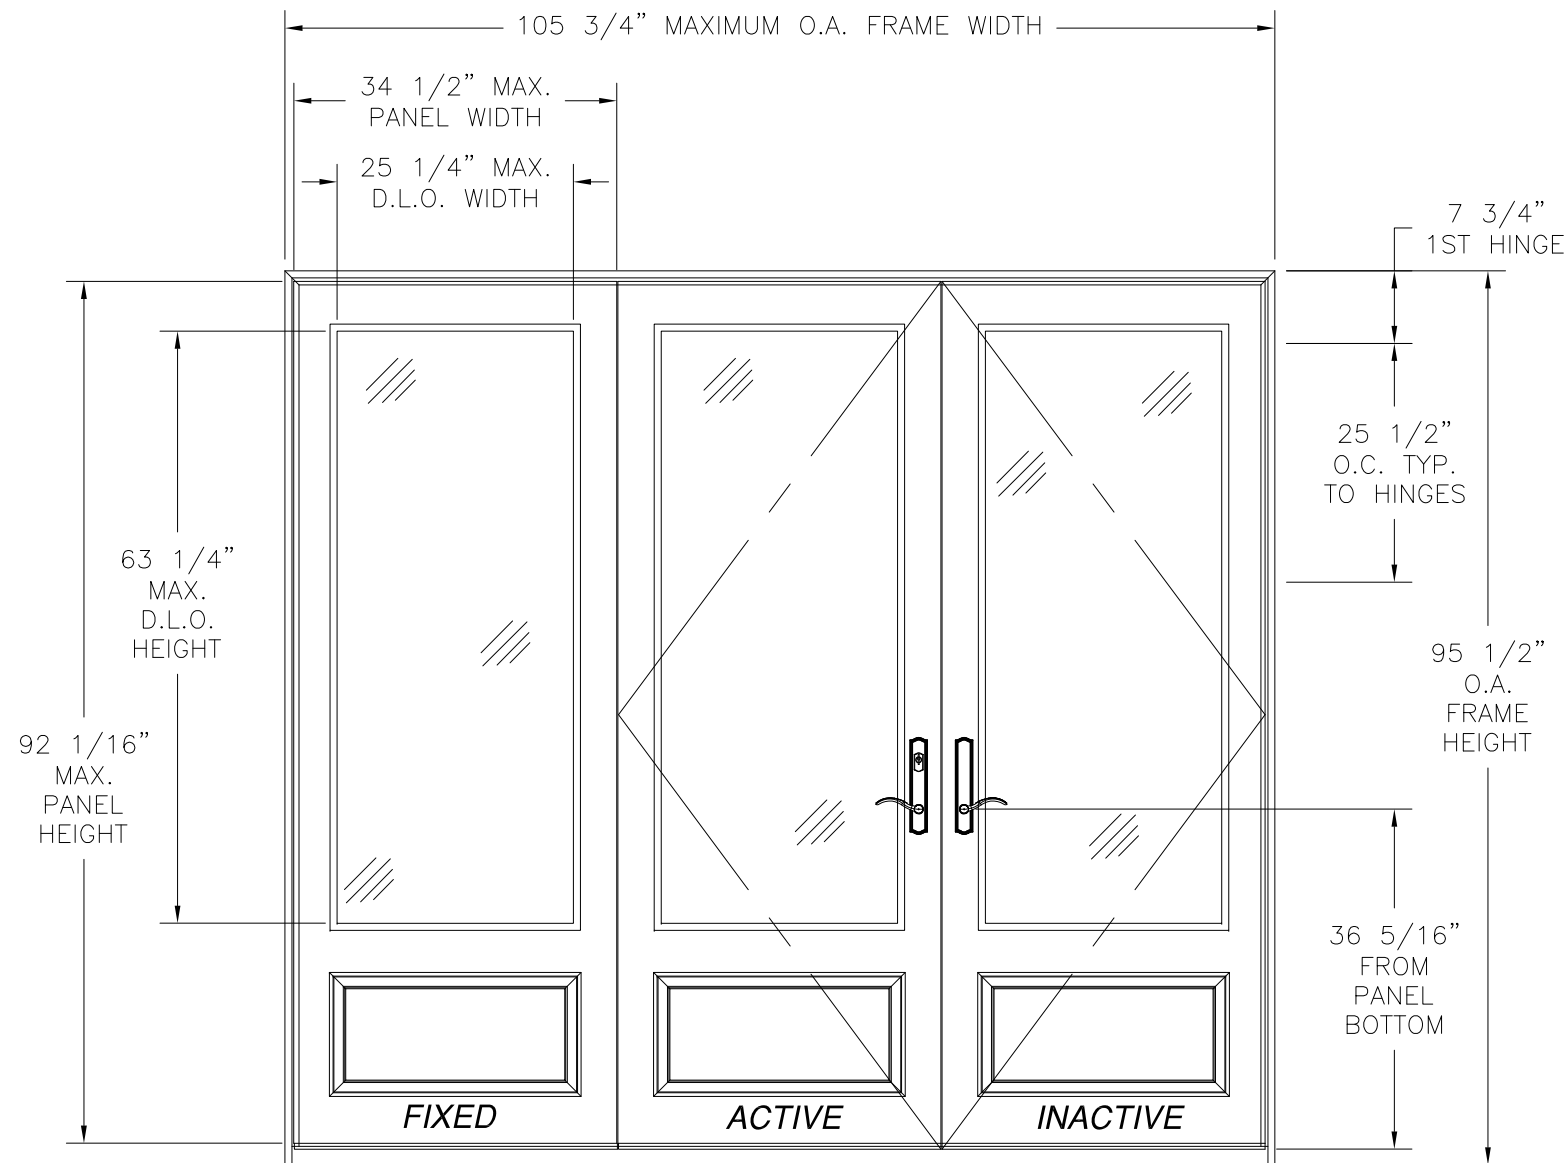 105 3/4” MAXIMUM O.A. FRAME WIDTH
34 1/2” MAX.
PANEL WIDTH
25 1/4” MAX.
D.L.O. WIDTH
7 3/4”
1ST HINGE
25 1/2”
O.C. TYP.
TO HINGES
63 1/4”
MAX.
D.L.O.
HEIGHT
95 1/2”
O.A.
FRAME
HEIGHT
92 1/16”
MAX.
PANEL
HEIGHT
36 5/16”
FROM
PANEL
BOTTOM
FIXED
ACTIVE
INACTIVE